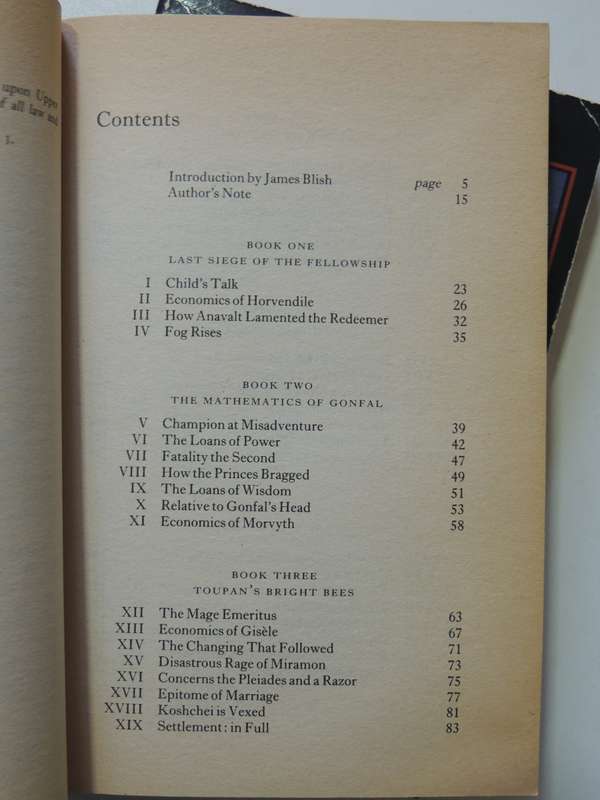 upon Upper
f all law and
1.
Contents
Introduction by James Blish page 5
Author's Note 15
BOOK ONE
LAST SIEGE OF THE FELLOWSHIP
I Child's Talk 23
II Economics of Horvendile 26
III How Anavalt Lamented the Redeemer 32
IV Fog Rises 35
BOOK TWO
THE MATHEMATICS OF GONFAL
V Champion at Misadventure 39
VI The Loans of Power 42
VII Fatality the Second 47
VIII How the Princes Bragged 49
IX The Loans of Wisdom 51
X Relative to Gonfal's Head 53
XI Economics of Morvyth 58
BOOK THREE
TOUPAN'S BRIGHT BEES
XII The Mage Emeritus 63
XIII Economics of Gisèle 67
XIV The Changing That Followed 71
XV Disastrous Rage of Miramon 73
XVI Concerns the Pleiades and a Razor 75
XVII Epitome of Marriage 77
XVIII Koshchei is Vexed 81
XIX Settlement: in Full 83